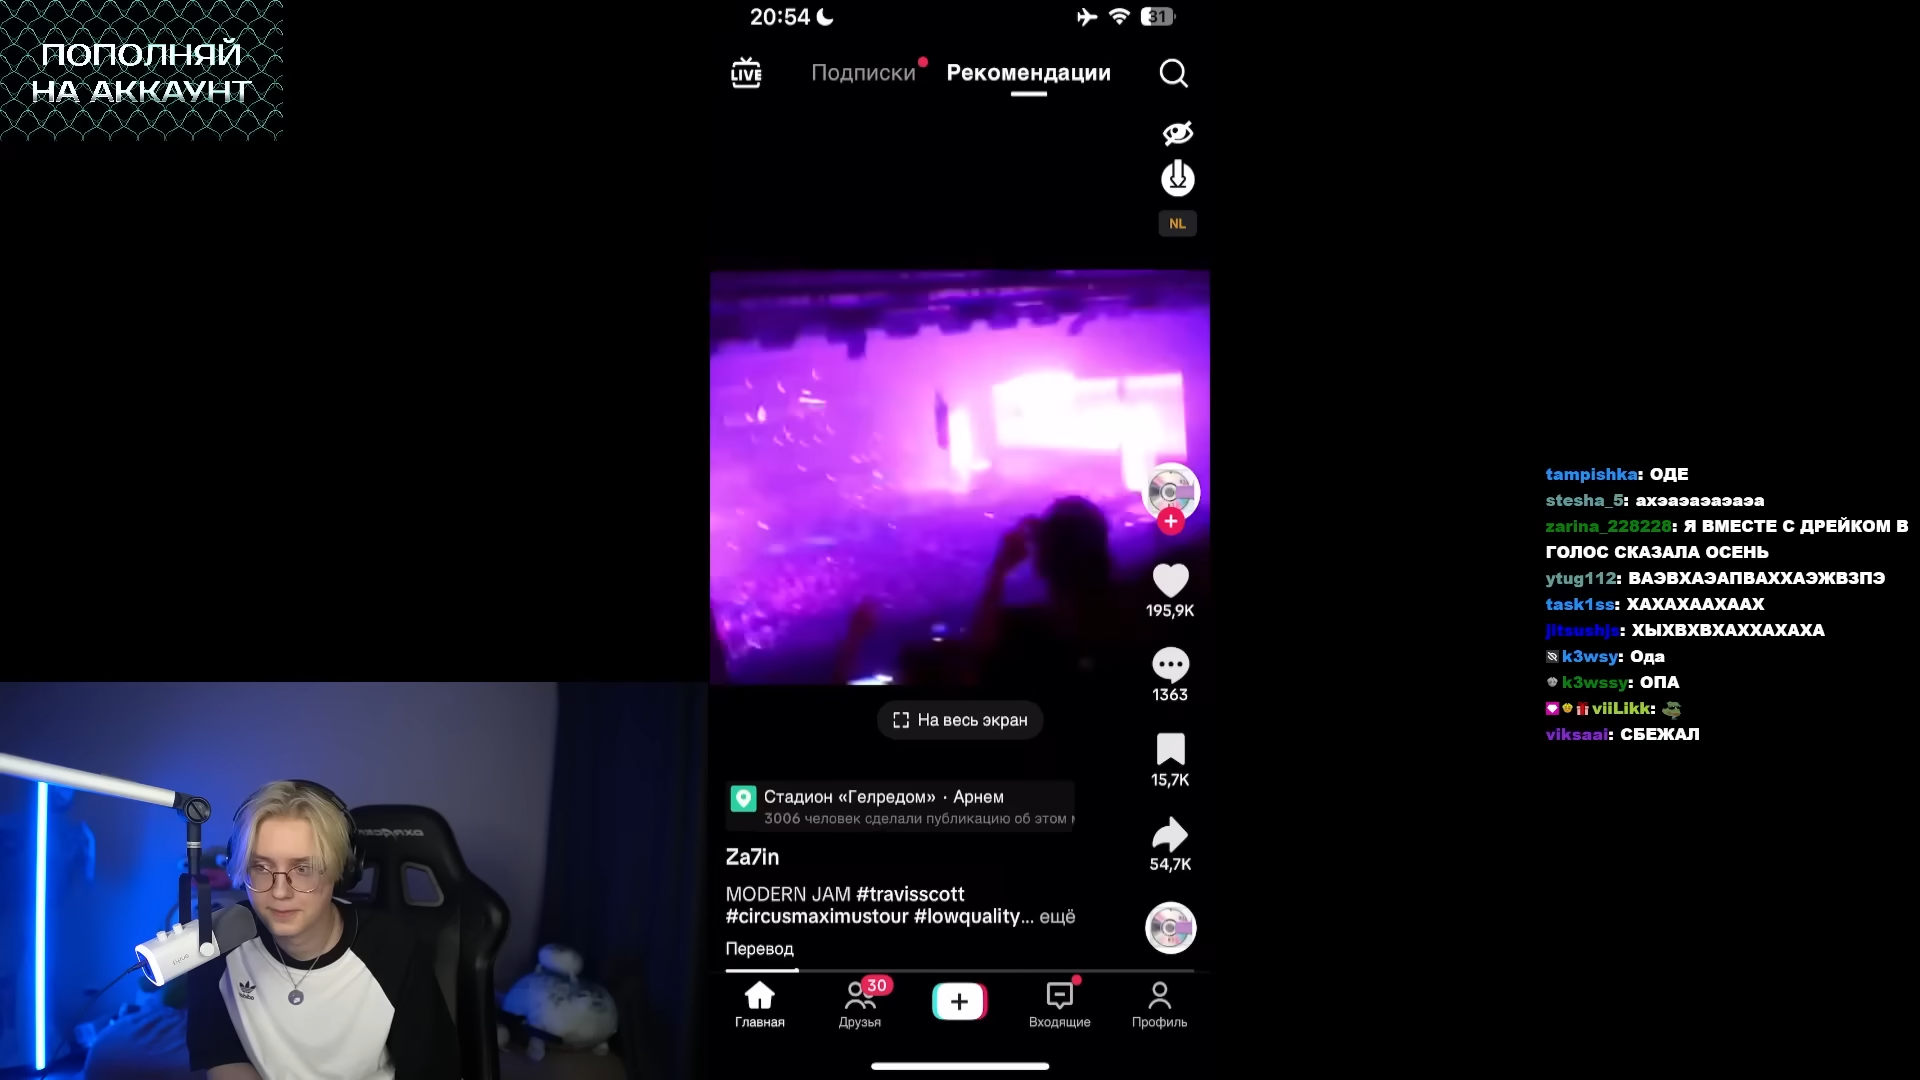 ПОПОЛНЯЙ
НА АККАУНТ
20:54
31
LIVE
Подписки
Рекомендации
NL
195,9K
1363
На весь экран
15,7K
Стадион «Гелредом» · Арнем
3006 человек сделали публикацию об этом
54,7K
Za7in
MODERN JAM #travisscott
#circusmaximustour #lowquality... ещё
Перевод
30
Главная
Друзья
Входящие
Профиль
tampishka: ОДЕ
stesha_5: ахэаэаэаэаэа
zarina_228228: Я ВМЕСТЕ С ДРЕЙКОМ В
ГОЛОС СКАЗАЛА ОСЕНЬ
ytug112: ВАЭВХАЭАПВАХХАЭЖВЗПЭ
task1ss: ХАХАХААХААХ
jitsushjs: ХЫХВХВХАХХАХАХА
k3wsy: Ода
k3wssy: ОПА
viiLikk:
viksaai: СБЕЖАЛ